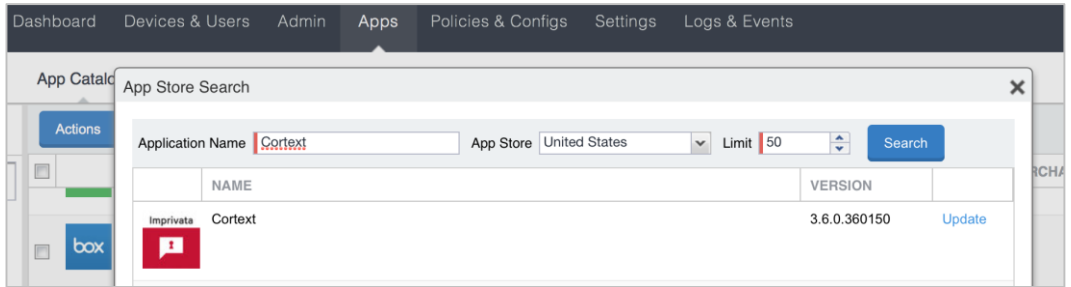 Dashboard Devices & Users Admin Apps Policies & Configs Settings Logs & Events
App Catalo
App Store Search
Actions
Application Name Cortext App Store United States Limit 50 Search
RCHA
NAME VERSION
Imprivata Cortext 3.6.0.360150 Update
box